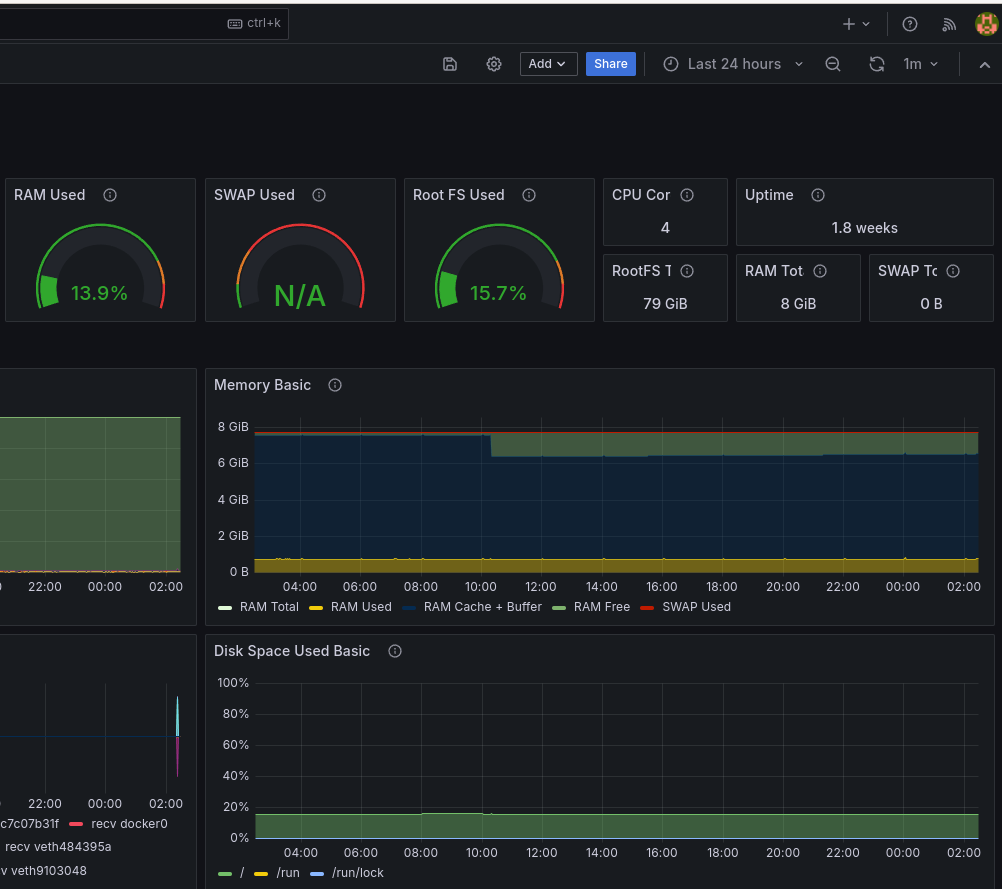 ctrl+k
Add
Share
Last 24 hours
1m
RAM Used
SWAP Used
Root FS Used
CPU Cor
Uptime
4
1.8 weeks
RootFS T
RAM Tot
SWAP Tc
13.9%
N/A
15.7%
79 GiB
8 GiB
0 B
Memory Basic
8 GiB
6 GiB
4 GiB
2 GiB
0 B
04:00 06:00 08:00 10:00 12:00 14:00 16:00 18:00 20:00 22:00 00:00 02:00
RAM Total RAM Used RAM Cache + Buffer RAM Free SWAP Used
0 22:00 00:00 02:00
Disk Space Used Basic
100%
80%
60%
40%
20%
0%
04:00 06:00 08:00 10:00 12:00 14:00 16:00 18:00 20:00 22:00 00:00 02:00
/ /run /run/lock
0 22:00 00:00 02:00
c7c07b31f recv docker0
recv veth484395a
v veth9103048